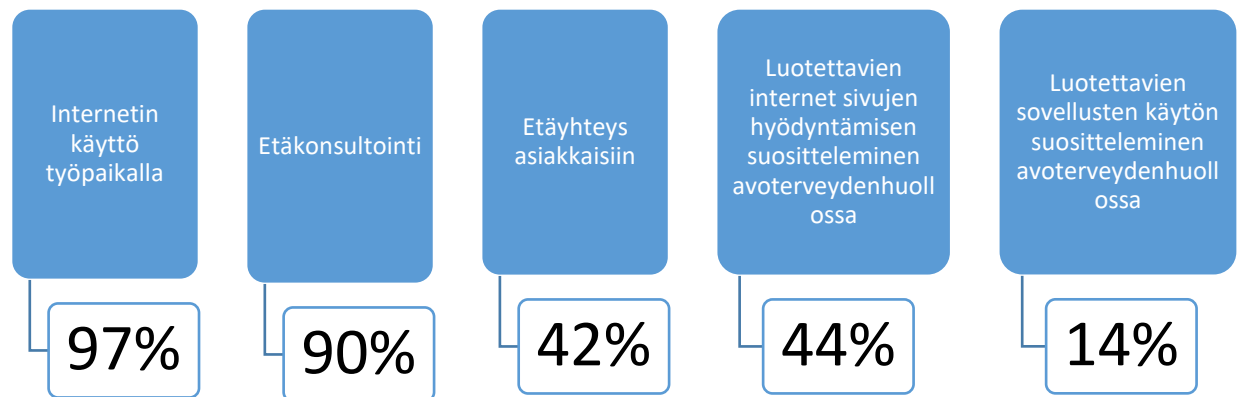 Internetin
käyttö
työpaikalla
97%
Etäkonsultointi
90%
Etäyhteys
asiakkaisiin
42%
Luotettavien
internet sivujen
hyödyntämisen
suositteleminen
avoterveydenhuoll
ossa
44%
Luotettavien
sovellusten käytön
suositteleminen
avoterveydenhuoll
ossa
14%